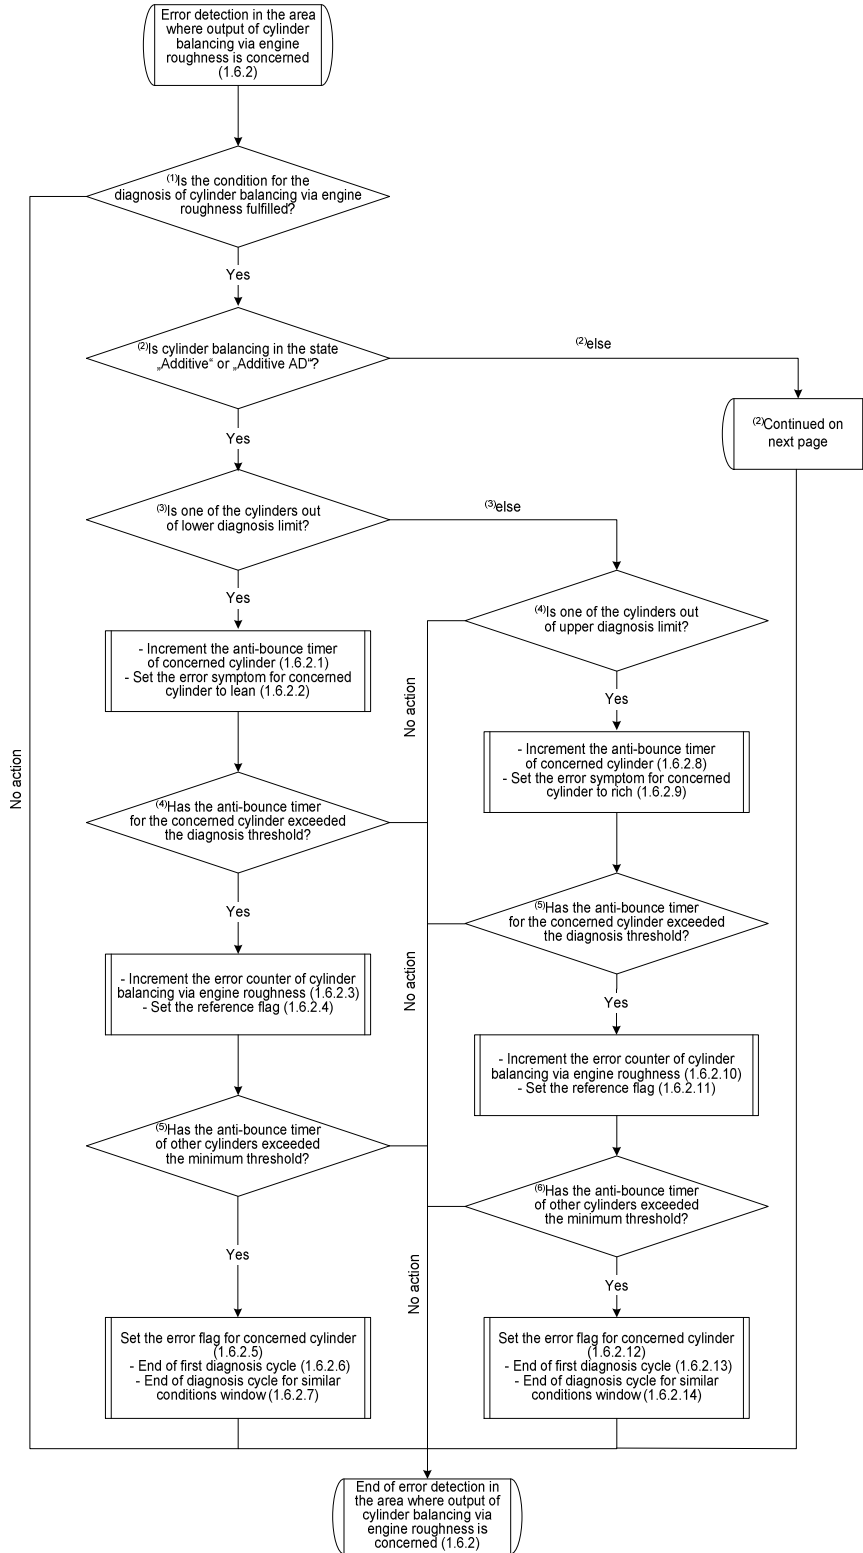 Error detection in the area
where output of cylinder
balancing via engine
roughness is concerned
(1.6.2)
(1)Is the condition for the
diagnosis of cylinder balancing via engine
roughness fulfilled?
Yes
(2)Is cylinder balancing in the state
„Additive“ or „Additive AD“?
(2)else
(2)Continued on
next page
Yes
(3)Is one of the cylinders out
of lower diagnosis limit?
(3)else
Yes
(4)Is one of the cylinders out
of upper diagnosis limit?
- Increment the anti-bounce timer
of concerned cylinder (1.6.2.1)
- Set the error symptom for concerned
cylinder to lean (1.6.2.2)
No action
Yes
No action
- Increment the anti-bounce timer
of concerned cylinder (1.6.2.8)
- Set the error symptom for concerned
cylinder to rich (1.6.2.9)
(4)Has the anti-bounce timer
for the concerned cylinder exceeded
the diagnosis threshold?
Yes
(5)Has the anti-bounce timer
for the concerned cylinder exceeded
the diagnosis threshold?
- Increment the error counter of cylinder
balancing via engine roughness (1.6.2.3)
- Set the reference flag (1.6.2.4)
No action
Yes
- Increment the error counter of cylinder
balancing via engine roughness (1.6.2.10)
- Set the reference flag (1.6.2.11)
(5)Has the anti-bounce timer
of other cylinders exceeded
the minimum threshold?
(6)Has the anti-bounce timer
of other cylinders exceeded
the minimum threshold?
Yes
No action
Yes
Set the error flag for concerned cylinder
(1.6.2.5)
- End of first diagnosis cycle (1.6.2.6)
- End of diagnosis cycle for similar
conditions window (1.6.2.7)
Set the error flag for concerned cylinder
(1.6.2.12)
- End of first diagnosis cycle (1.6.2.13)
- End of diagnosis cycle for similar
conditions window (1.6.2.14)
End of error detection in
the area where output of
cylinder balancing via
engine roughness is
concerned (1.6.2)